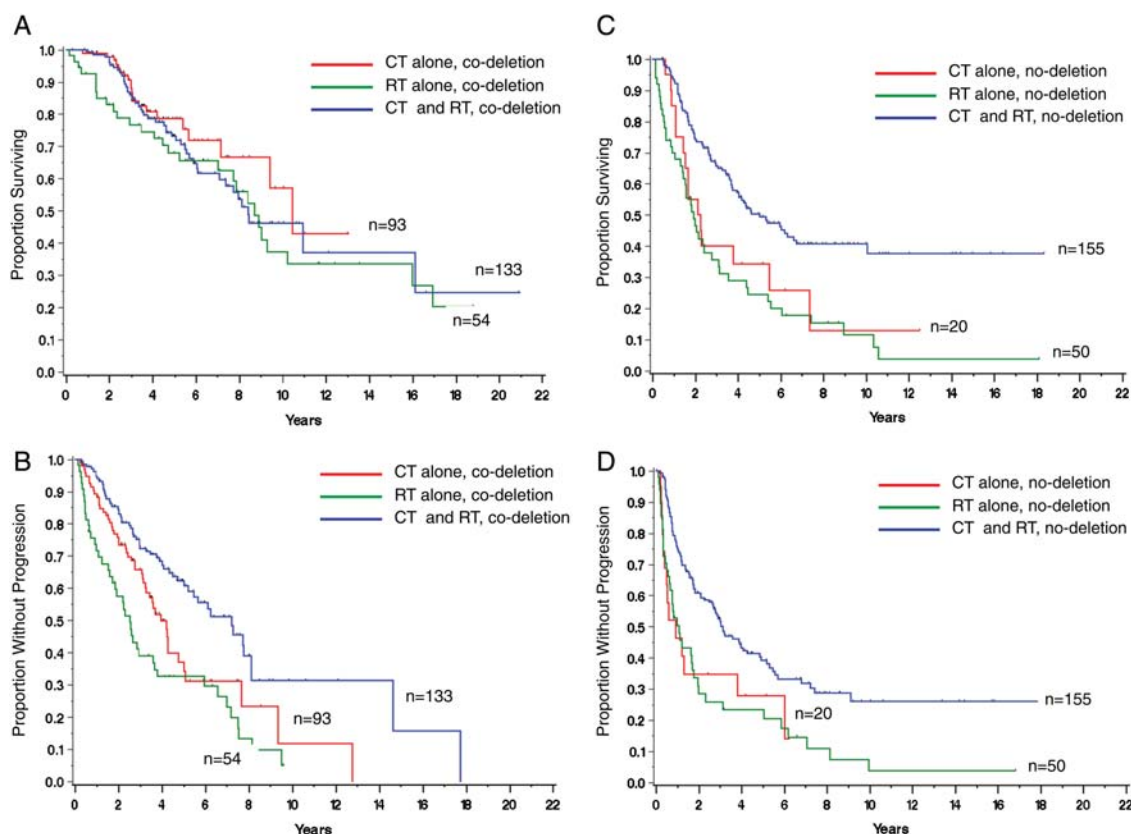 A
CT alone, co-deletion
RT alone, co-deletion
CT and RT, co-deletion
Proportion Surviving
1.0
0.9
0.8
0.7
0.6
0.5
0.4
0.3
0.2
0.1
0.0
n=93
n=133
n=54
0 2 4 6 8 10 12 14 16 18 20 22
Years
C
CT alone, no-deletion
RT alone, no-deletion
CT and RT, no-deletion
Proportion Surviving
1.0
0.9
0.8
0.7
0.6
0.5
0.4
0.3
0.2
0.1
0.0
n=155
n=20
n=50
0 2 4 6 8 10 12 14 16 18 20 22
Years
B
CT alone, co-deletion
RT alone, co-deletion
CT and RT, co-deletion
Proportion Without Progression
1.0
0.9
0.8
0.7
0.6
0.5
0.4
0.3
0.2
0.1
0.0
n=133
n=93
n=54
0 2 4 6 8 10 12 14 16 18 20 22
Years
D
CT alone, no-deletion
RT alone, no-deletion
CT and RT, no-deletion
Proportion Without Progression
1.0
0.9
0.8
0.7
0.6
0.5
0.4
0.3
0.2
0.1
0.0
n=155
n=20
n=50
0 2 4 6 8 10 12 14 16 18 20 22
Years